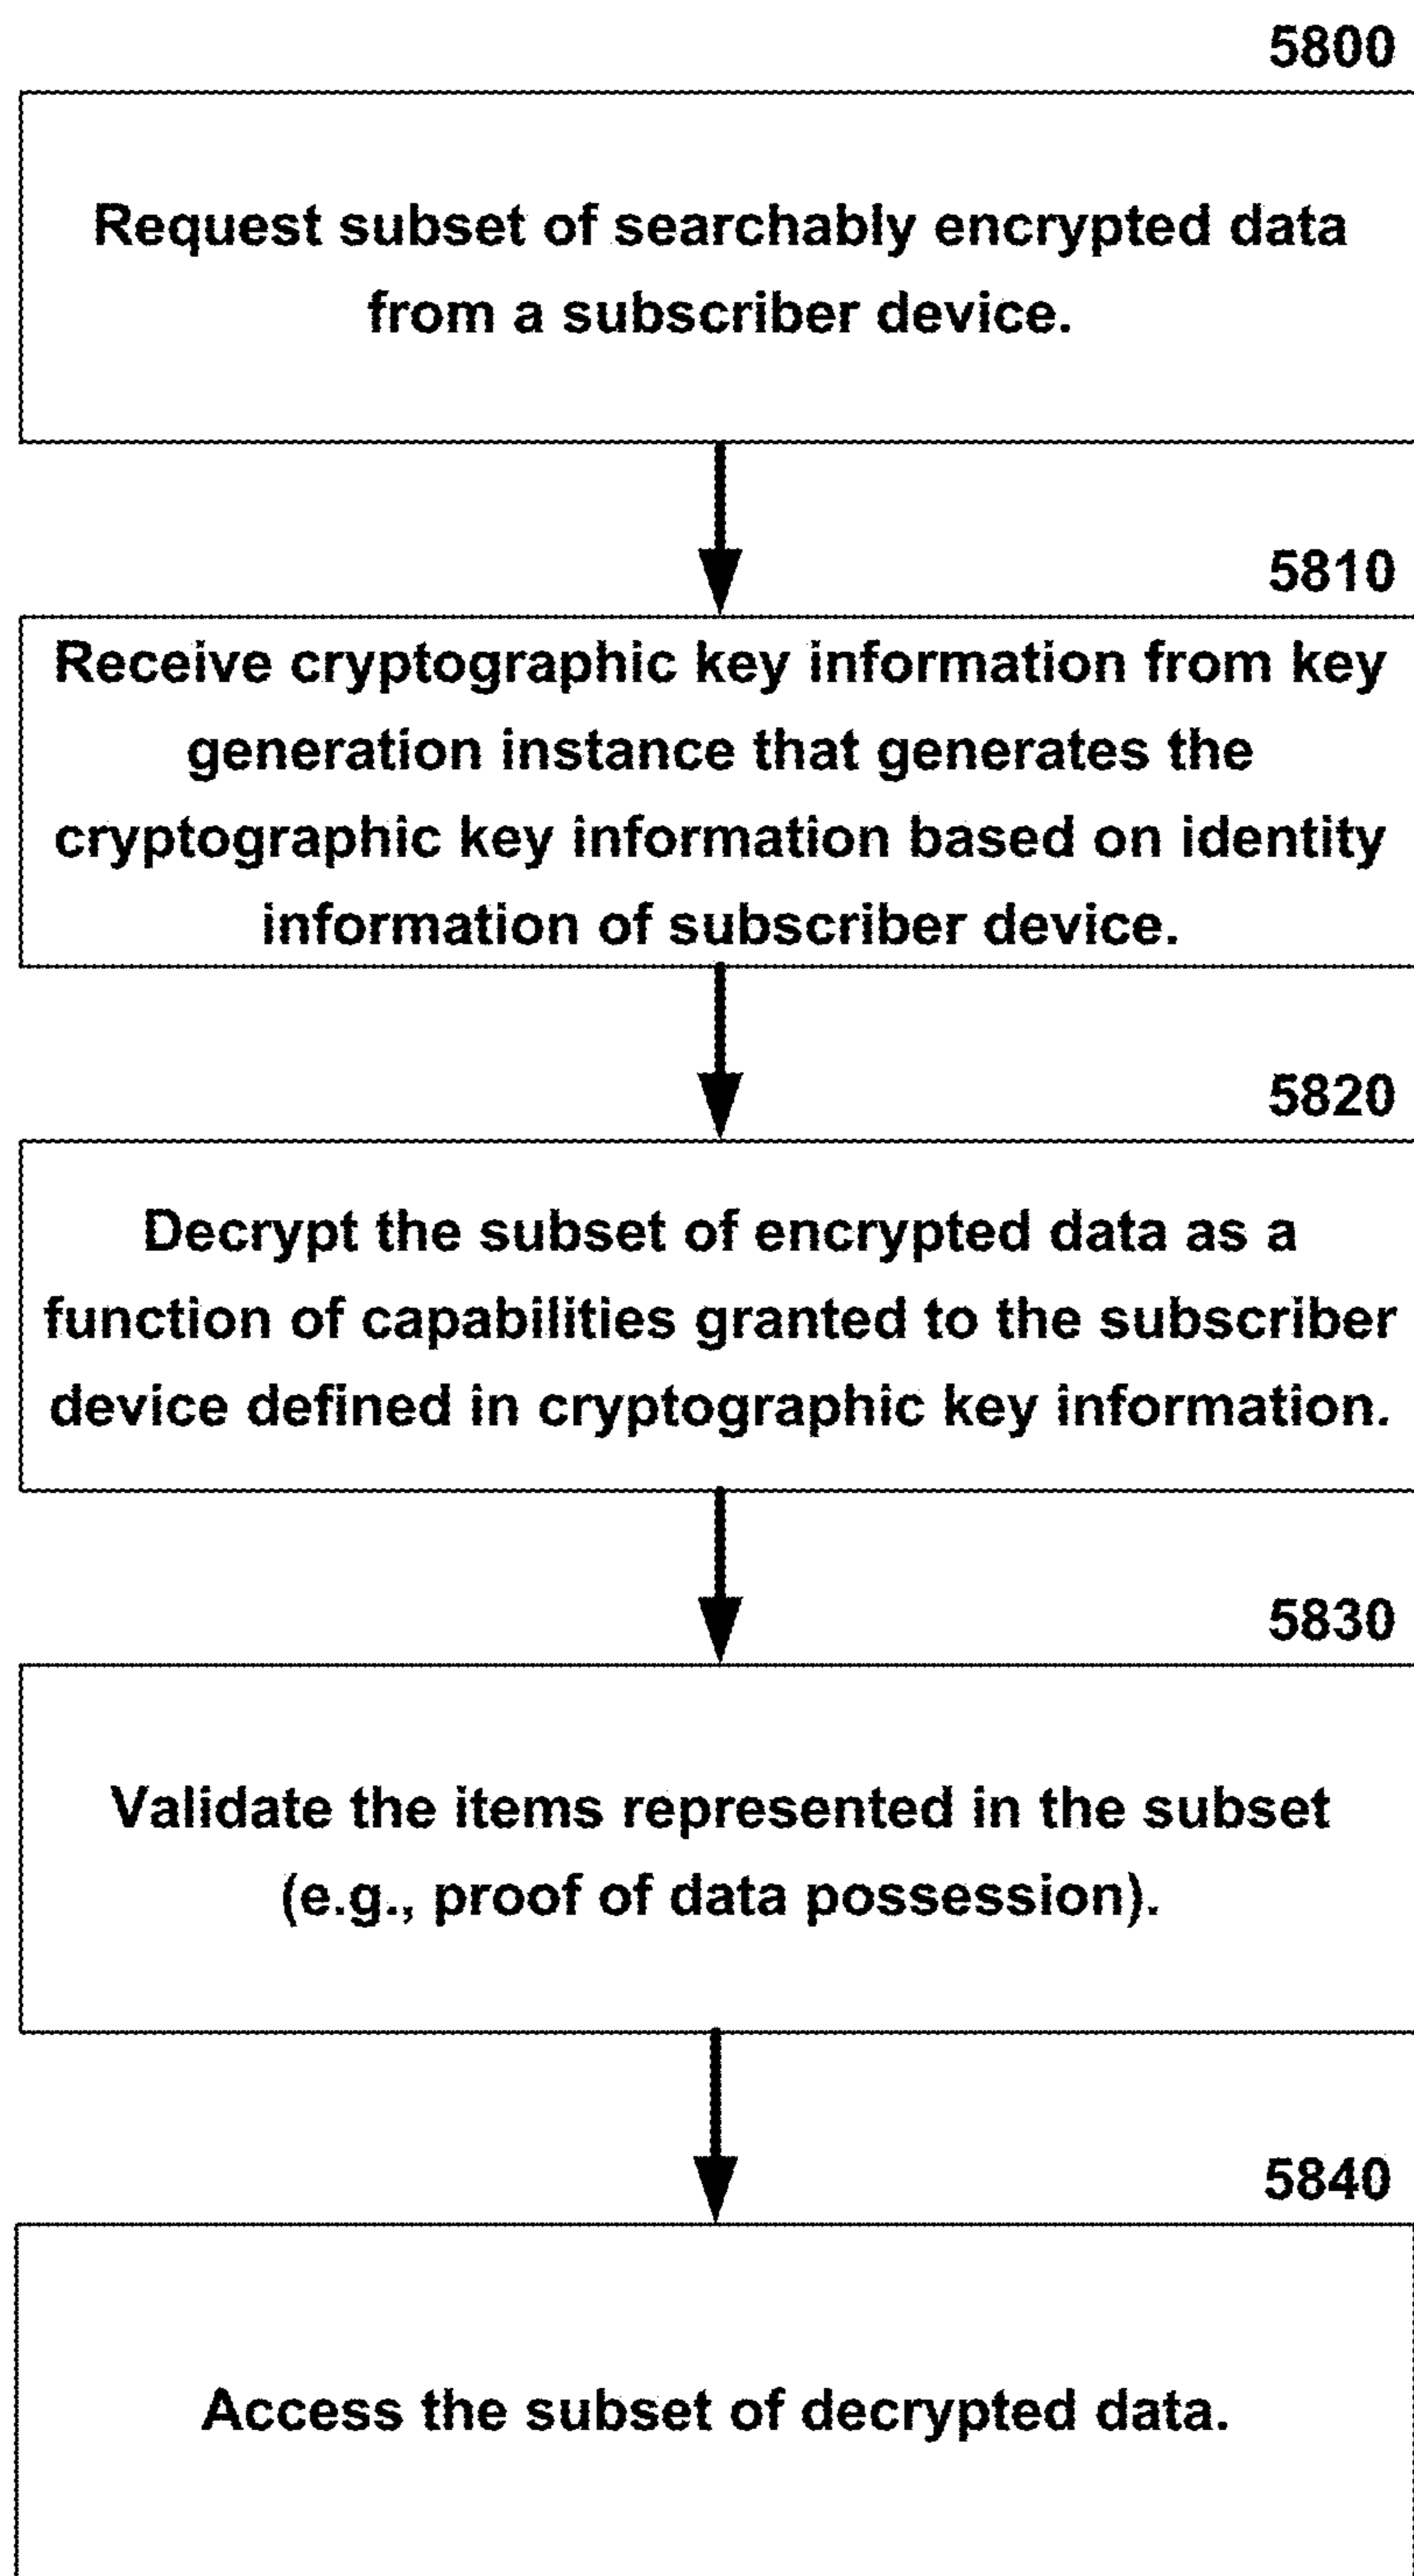 5800
Request subset of searchably encrypted data
from a subscriber device.
5810
Receive cryptographic key information from key
generation instance that generates the
cryptographic key information based on identity
information of subscriber device.
5820
Decrypt the subset of encrypted data as a
function of capabilities granted to the subscriber
device defined in cryptographic key information.
5830
Validate the items represented in the subset
(e.g., proof of data possession).
5840
Access the subset of decrypted data.